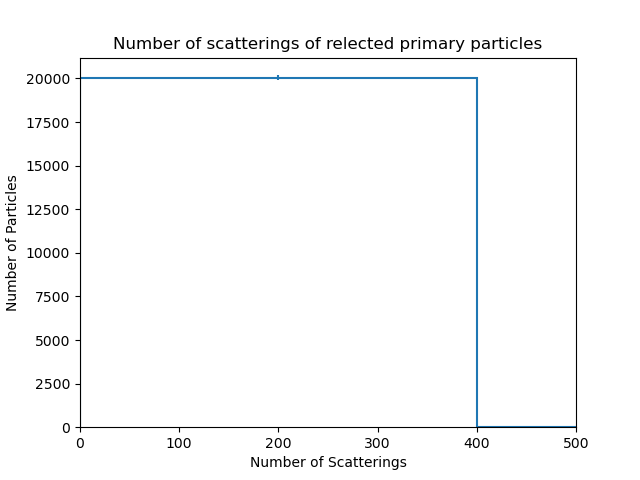 Number of scatterings of relected primary particles
20000
17500
15000
12500
10000
7500
5000
2500
0
Number of Particles
0 100 200 300 400 500
Number of Scatterings